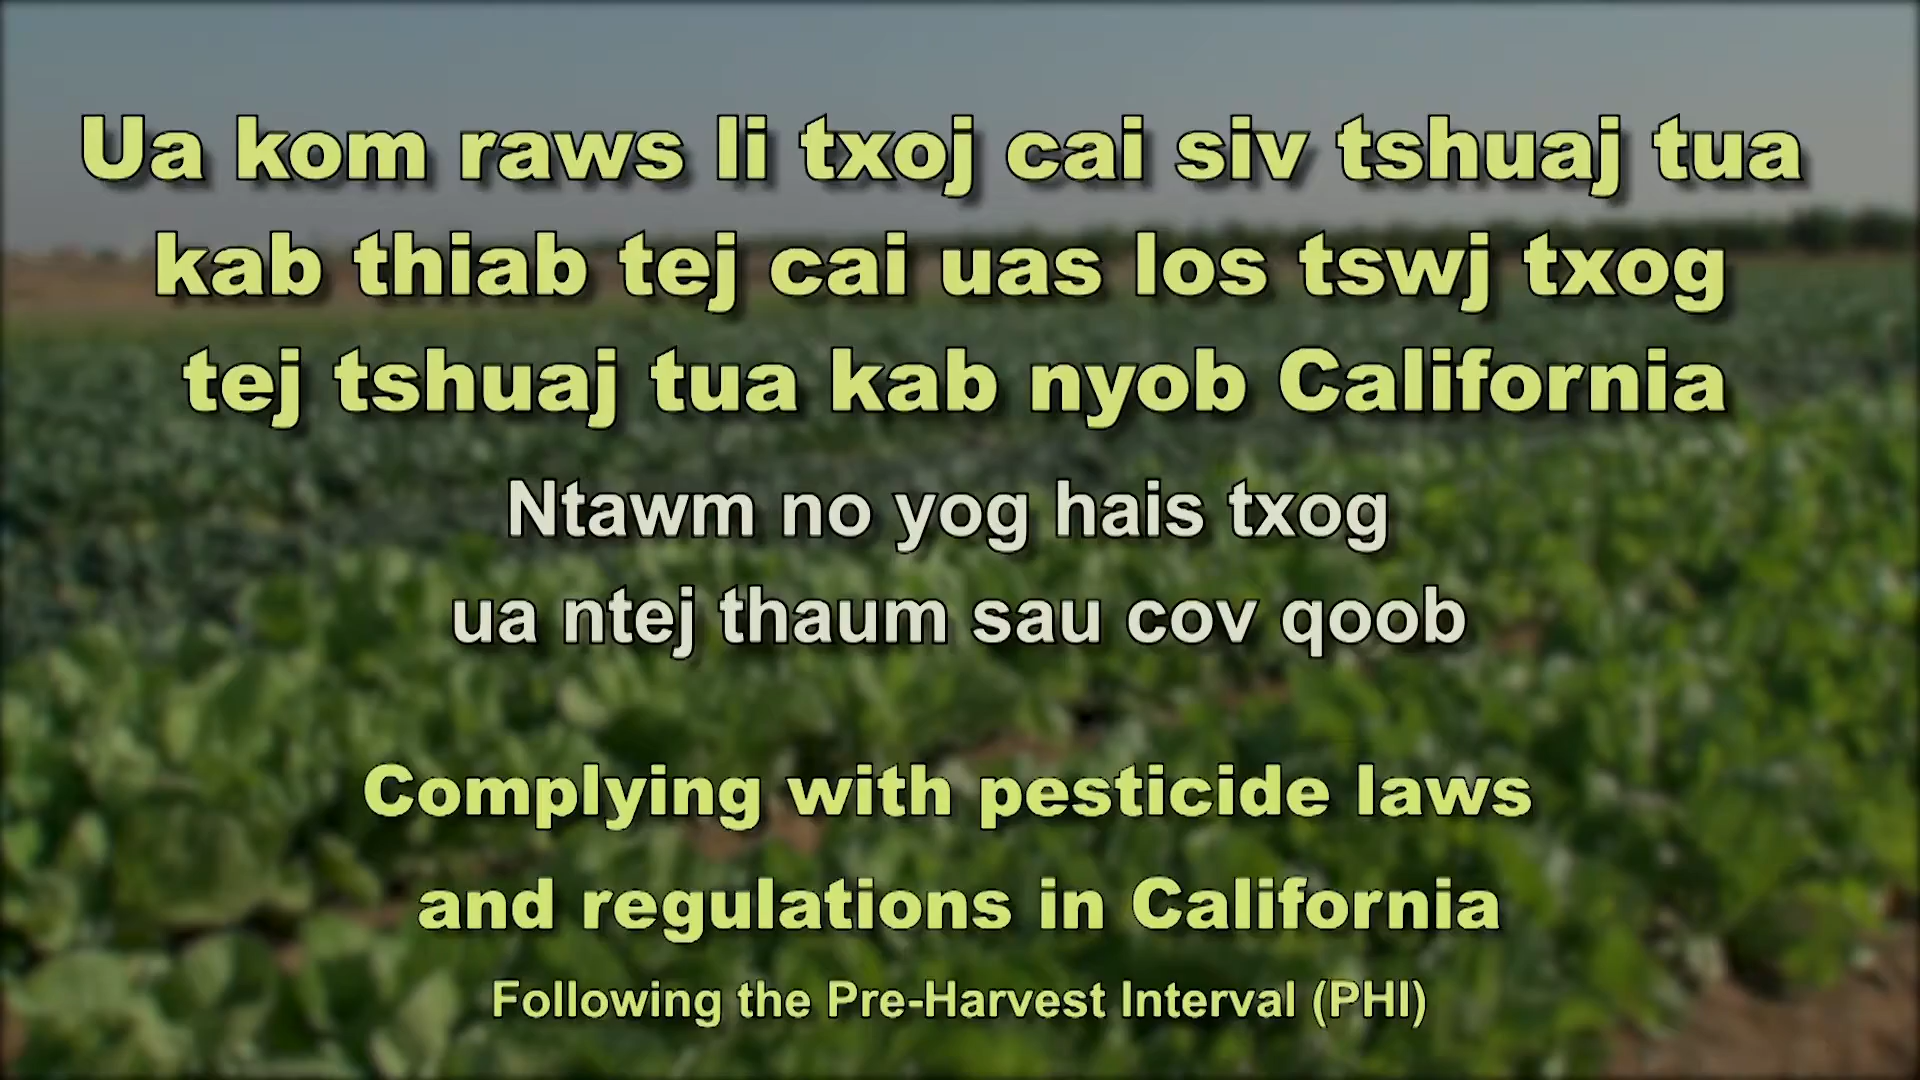 Ua kom raws li txoj cai siv tshuaj tua
kab thiab tej cai uas los tswj txog
tej tshuaj tua kab nyob California
Ntawm no yog hais txog
ua ntej thaum sau cov qoob
Complying with pesticide laws
and regulations in California
Following the Pre-Harvest Interval (PHI)